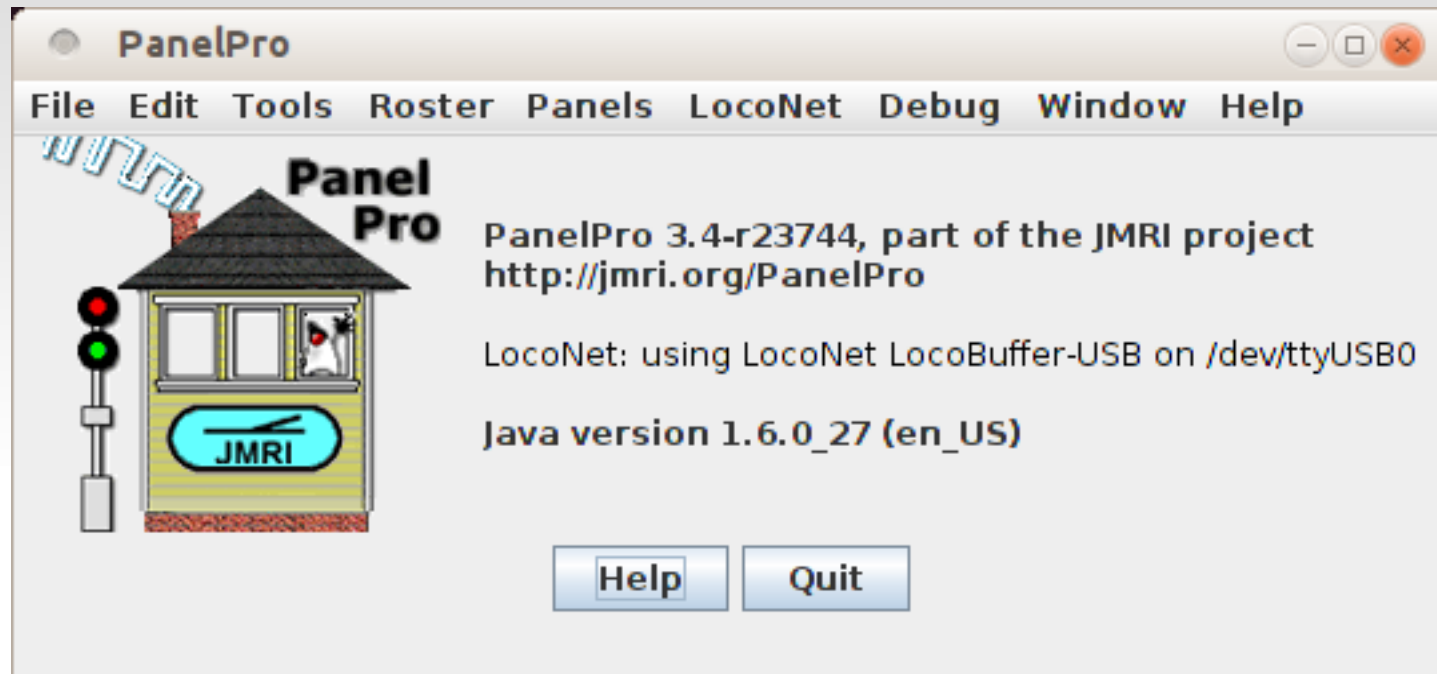 PanelPro
File Edit Tools Roster Panels LocoNet Debug Window Help
Panel
Pro
PanelPro 3.4-r23744, part of the JMRI project
http://jmri.org/PanelPro
LocoNet: using LocoNet LocoBuffer-USB on /dev/ttyUSB0
Java version 1.6.0_27 (en_US)
JMRI
Help Quit